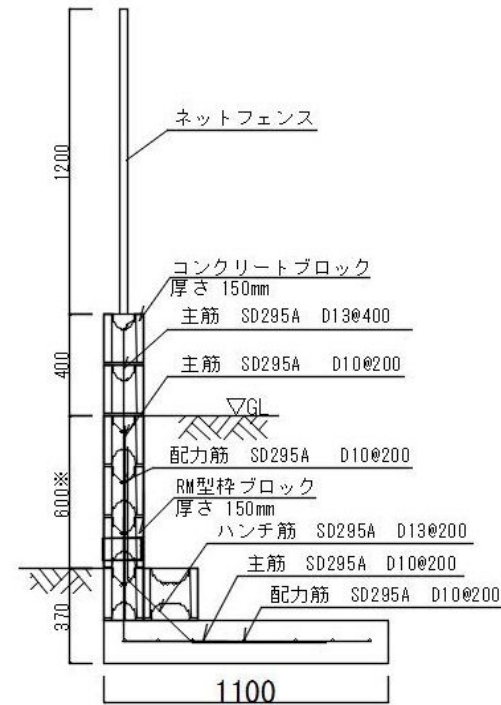 1200
ネットフェンス
コンクリートブロック
厚さ 150mm
主筋 SD295A D13@400
400
主筋 SD295A D10@200
▽GL
配力筋 SD295A D10@200
600※
RM型枠ブロック
厚さ 150mm
ハンチ筋 SD295A D13@200
主筋 SD295A D10@200
配力筋 SD295A D10@200
370
1100